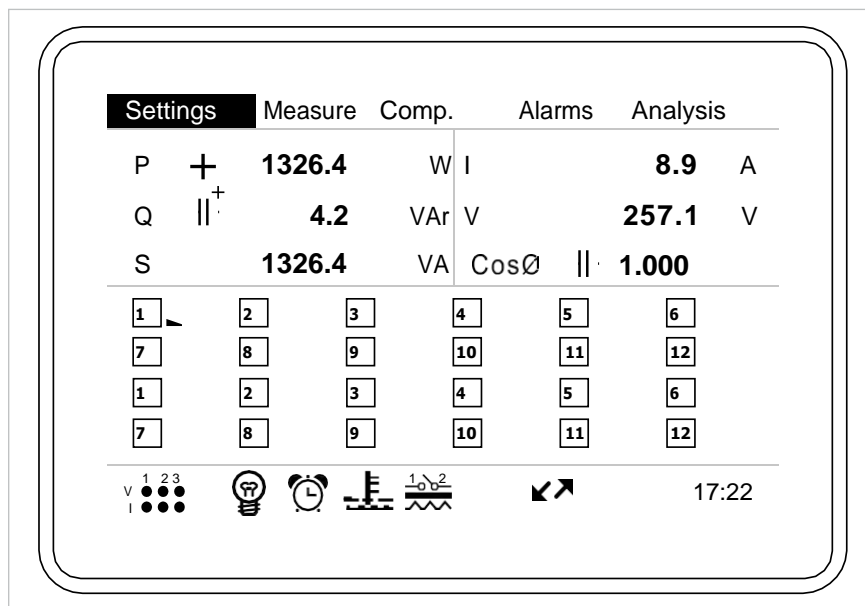 Settings Measure Comp. Alarms Analysis
P + 1326.4 W I 8.9 A
Q + 4.2 VAr V 257.1 V
S 1326.4 VA CosØ 1.000
1 2 3 4 5 6
7 8 9 10 11 12
1 2 3 4 5 6
7 8 9 10 11 12
1 2 3 1 2
V 17:22
I